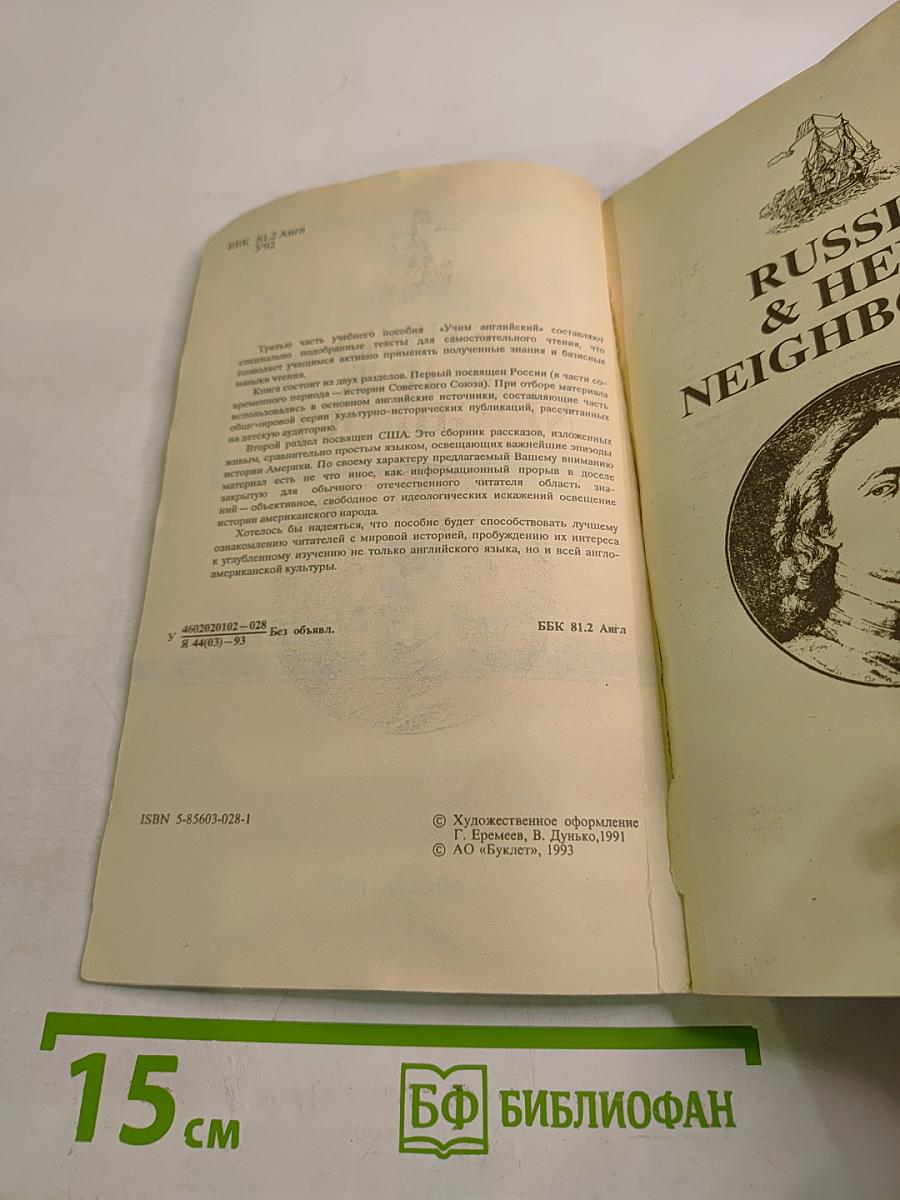 ББК 81.2 Англ
У92
Третью часть учебного пособия «Учим английский» составляют
специально подобранные тексты для самостоятельного чтения, что
позволяет учащимся активно применять полученные знания и базисные
навыки чтения.
Книга состоит из двух разделов. Первый посвящен России (в части со-
временного периода — истории Советского Союза). При отборе материала
использовались в основном английские источники, составляющие часть
общемировой серии культурно-исторических публикаций, рассчитанных
на детскую аудиторию.
Второй раздел посвящен США. Это сборник рассказов, изложенных
живым, сравнительно простым языком, освещающих важнейшие эпизоды
истории Америки. По своему характеру предлагаемый Вашему вниманию
материал есть не что иное, как информационный прорыв в доселе
закрытую для обычного отечественного читателя область зна-
ний — объективное, свободное от идеологических искажений освещение
истории американского народа.
Хотелось бы надеяться, что пособие будет способствовать лучшему
ознакомлению читателей с мировой историей, пробуждению их интереса
к углубленному изучению не только английского языка, но и всей англо-
американской культуры.
У 4602020102—028
Я 44(03)—93 Без объявл.
ББК 81.2 Англ
ISBN 5-85603-028-1
© Художественное оформление
Г. Еремеев, В. Дунько,1991
© АО «Буклет», 1993
RUSSI
& HE
NEIGHBO
15 см
БФ БИБЛИОФАН